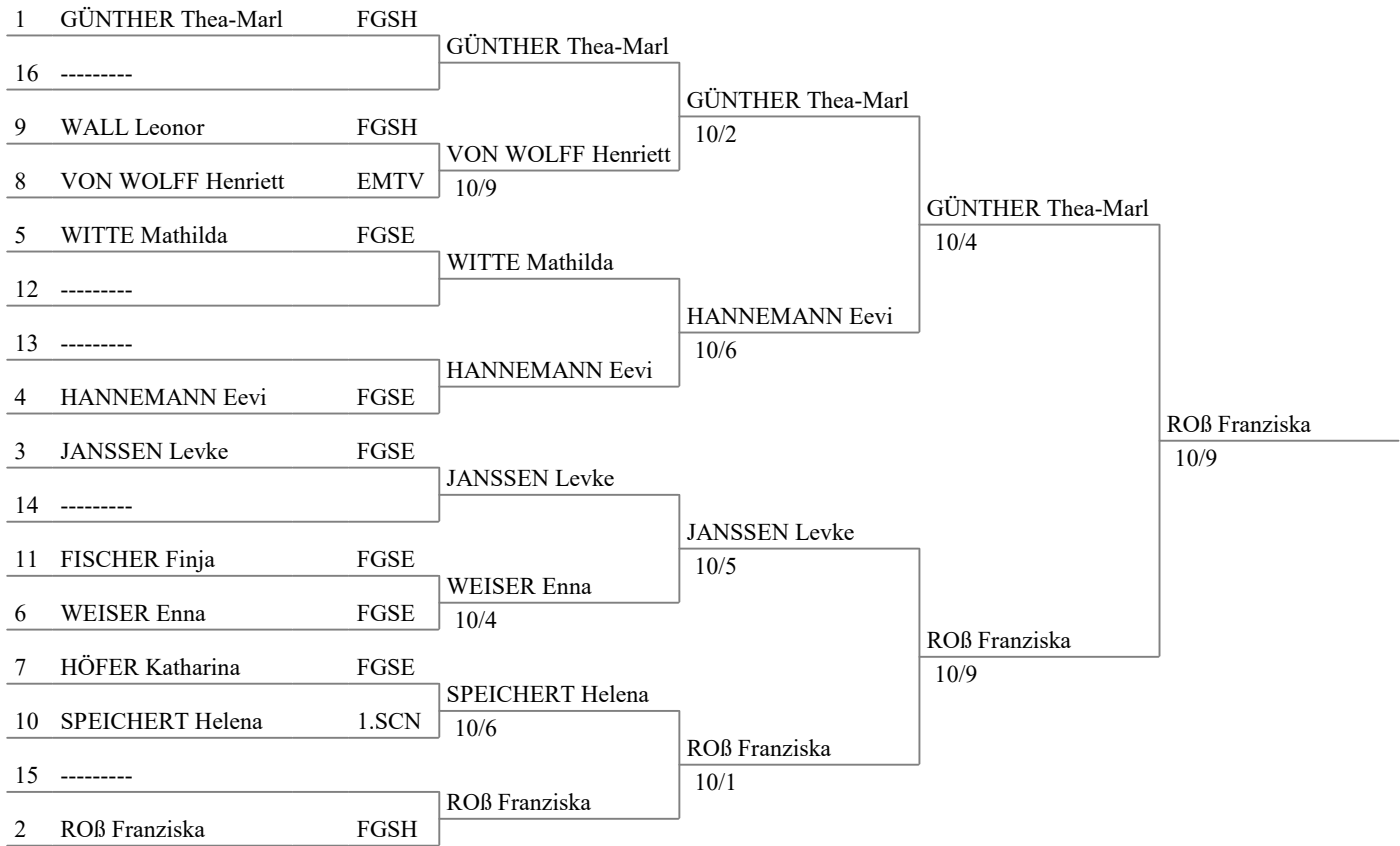 1 GÜNTHER Thea-Marl FGSH
GÜNTHER Thea-Marl
16 ---------
GÜNTHER Thea-Marl
9 WALL Leonor FGSH
10/2
VON WOLFF Henriett
8 VON WOLFF Henriett EMTV
10/9
GÜNTHER Thea-Marl
5 WITTE Mathilda FGSE
10/4
WITTE Mathilda
12 ---------
HANNEMANN Eevi
13 ---------
10/6
HANNEMANN Eevi
4 HANNEMANN Eevi FGSE
ROß Franziska
3 JANSSEN Levke FGSE
10/9
JANSSEN Levke
14 ---------
JANSSEN Levke
11 FISCHER Finja FGSE
10/5
WEISER Enna
6 WEISER Enna FGSE
10/4
ROß Franziska
7 HÖFER Katharina FGSE
10/9
SPEICHERT Helena
10 SPEICHERT Helena 1.SCN
10/6
ROß Franziska
15 ---------
10/1
ROß Franziska
2 ROß Franziska FGSH